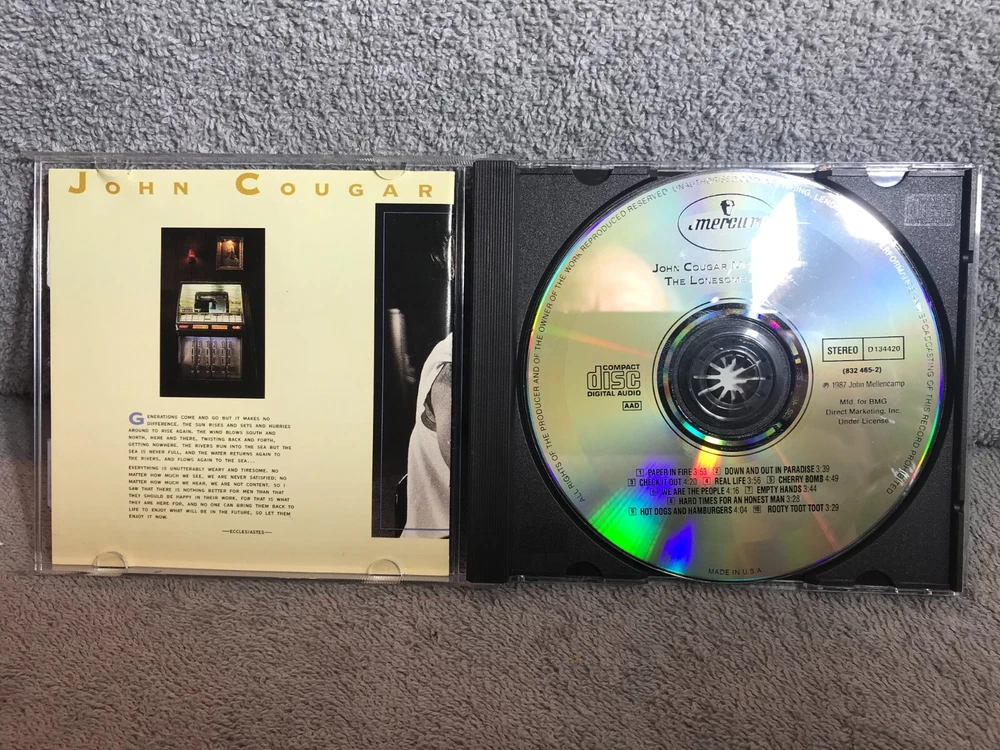 JOHN COUGAR
GENERATIONS COME AND GO BUT IT MAKES NO
DIFFERENCE. THE SUN RISES AND SETS AND HURRIES
AROUND TO RISE AGAIN. THE WIND BLOWS SOUTH AND
NORTH, HERE AND THERE, TWISTING BACK AND FORTH,
GETTING NOWHERE. THE RIVERS RUN INTO THE SEA BUT THE
SEA IS NEVER FULL, AND THE WATER RETURNS AGAIN TO
THE RIVERS, AND FLOWS AGAIN TO THE SEA...
EVERYTHING IS UNUTTERABLY WEARY AND TIRESOME. NO
MATTER HOW MUCH WE SEE, WE ARE NEVER SATISFIED; NO
MATTER HOW MUCH WE HEAR, WE ARE NOT CONTENT. SO I
SAW THAT THERE IS NOTHING BETTER FOR MEN THAN THAT
THEY SHOULD BE HAPPY IN THEIR WORK, FOR THAT IS WHAT
THEY ARE HERE FOR, AND NO ONE CAN BRING THEM BACK TO
LIFE TO ENJOY WHAT WILL BE IN THE FUTURE, SO LET THEM
ENJOY IT NOW.
—ECCLESIASTES—
ALL RIGHTS OF THE PRODUCER AND OF THE OWNER OF THE WORK REPRODUCED RESERVED. UNAUTHORISED BROADCASTING OF THIS RECORD PROHIBITED
mercury
JOHN COUGAR
THE LONESOME
COMPACT
disc
DIGITAL AUDIO
AAD
STEREO D134420
(832 465-2)
℗ 1987 John Mellencamp
Mfd. for BMG
Direct Marketing, Inc.
Under License
1 PAPER IN FIRE 3:53 2 DOWN AND OUT IN PARADISE 3:39
3 CHECK IT OUT 4:20 4 REAL LIFE 3:56 5 CHERRY BOMB 4:49
6 WE ARE THE PEOPLE 4:16 7 EMPTY HANDS 3:44
8 HARD TIMES FOR AN HONEST MAN 3:28
9 HOT DOGS AND HAMBURGERS 4:04 10 ROOTY TOOT TOOT 3:29
MADE IN U.S.A.